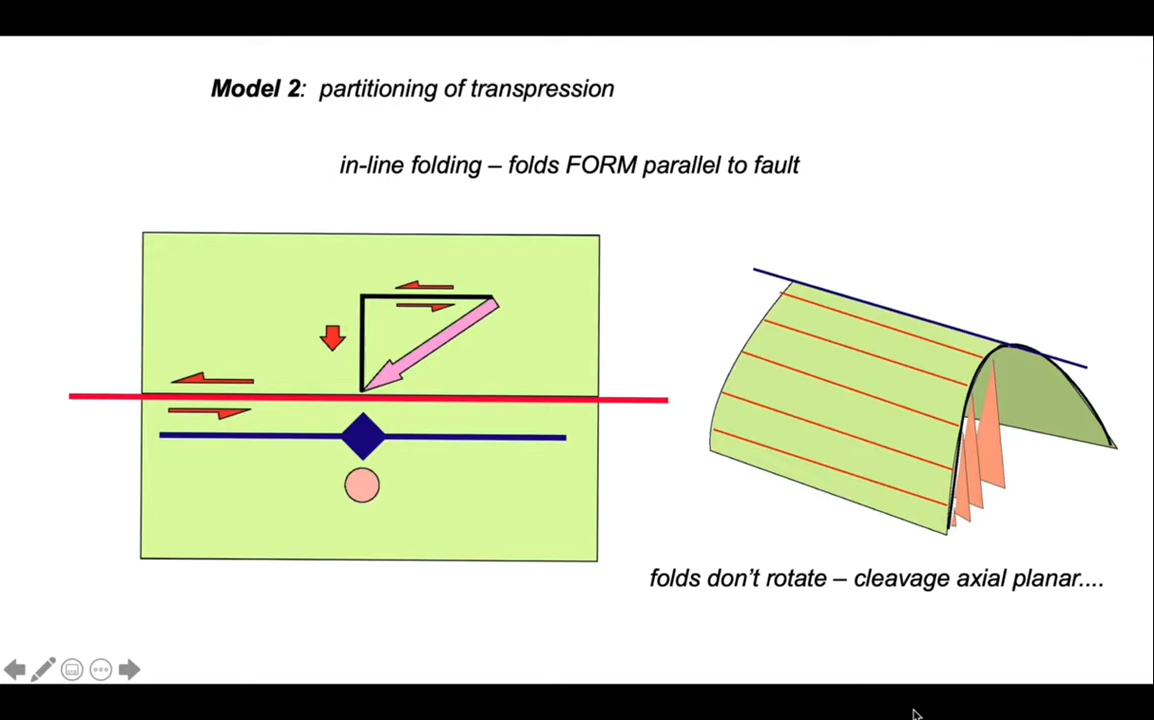 Model 2: partitioning of transpression
in-line folding – folds FORM parallel to fault
folds don't rotate – cleavage axial planar....